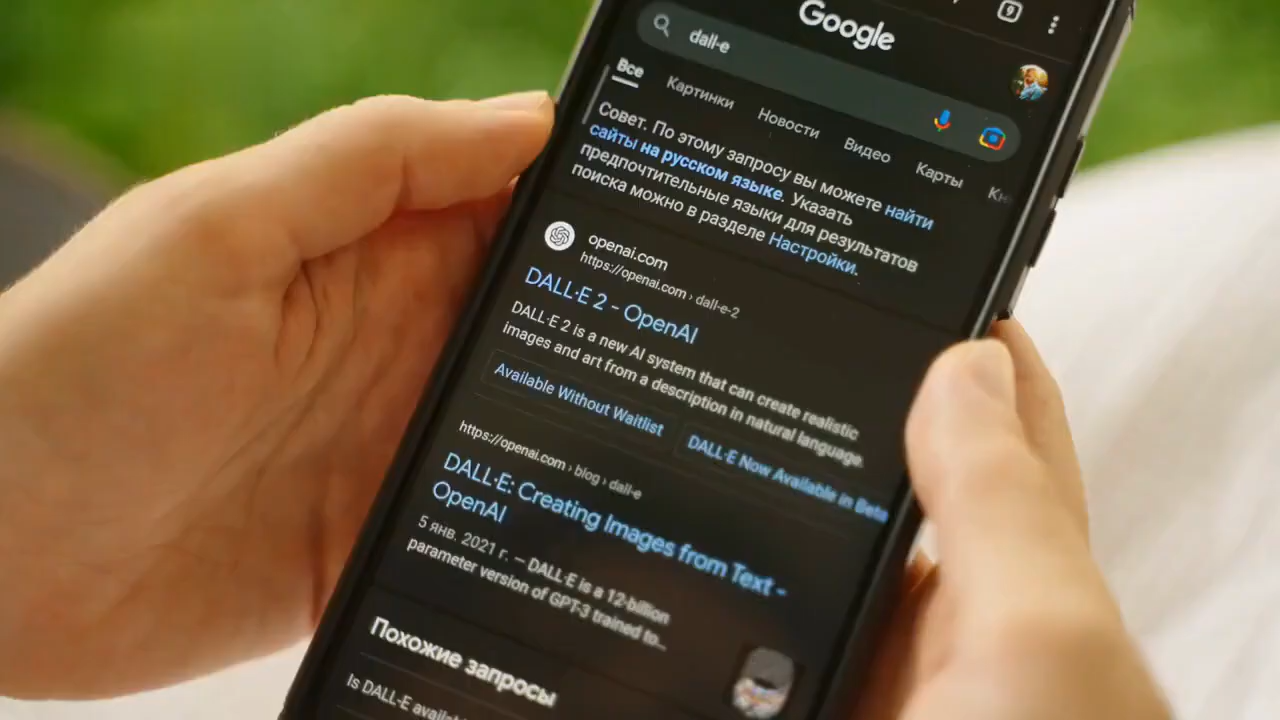 9
Google
dall-e
Все Картинки Новости Видео Карты
Совет. По этому запросу вы можете найти
сайты на русском языке. Указать
предпочтительные языки для результатов
поиска можно в разделе Настройки.
openai.com
https://openai.com › dall-e-2
DALL·E 2 - OpenAI
DALL·E 2 is a new AI system that can create realistic
images and art from a description in natural language.
Available Without Waitlist DALL·E Now Available in Beta
https://openai.com › blog › dall-e
DALL·E: Creating Images from Text -
OpenAI
5 янв. 2021 г. — DALL·E is a 12-billion
parameter version of GPT-3 trained to...
Похожие запросы
Is DALL-E